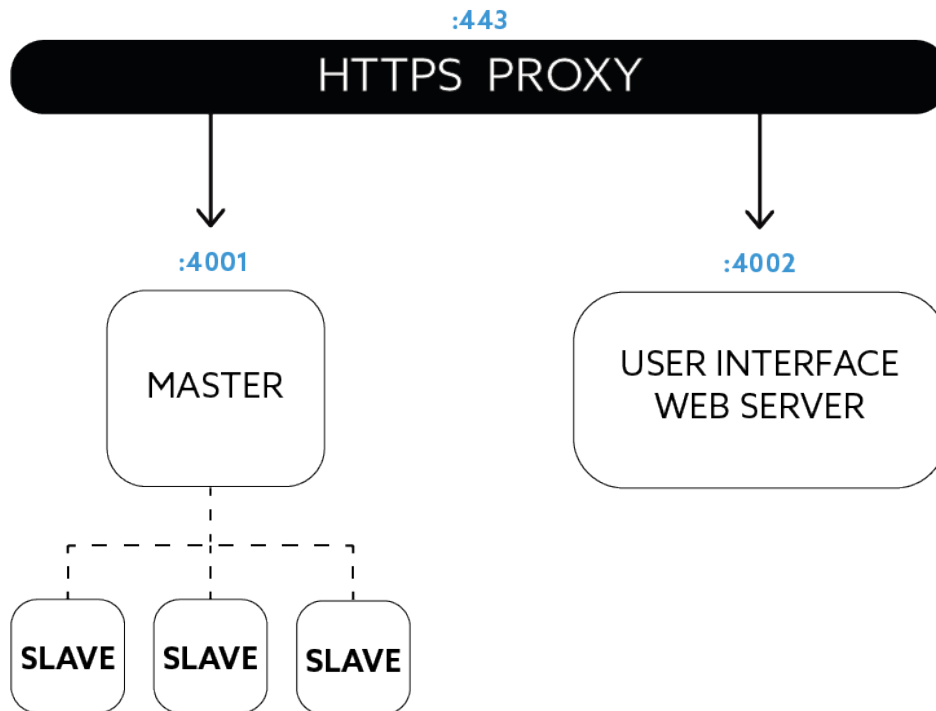 :443
HTTPS PROXY
:4001
:4002
MASTER
USER INTERFACE
WEB SERVER
SLAVE
SLAVE
SLAVE